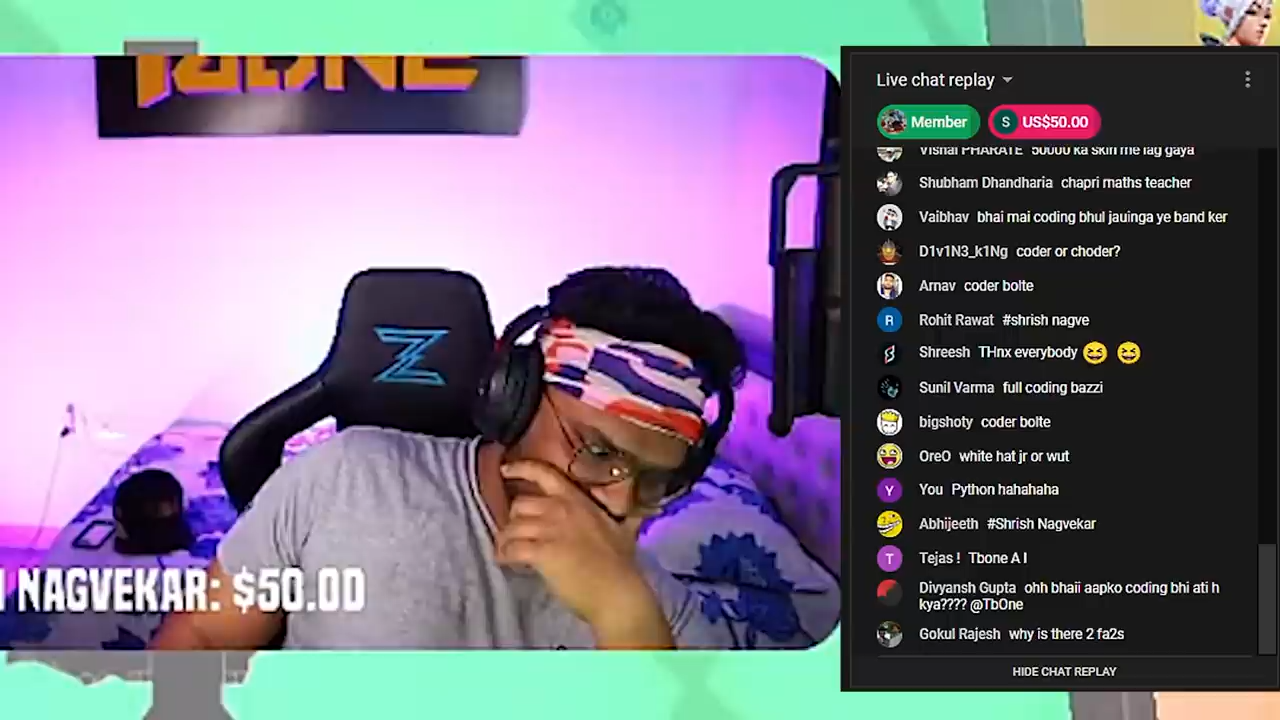 TbONE
Live chat replay
Member
S US$50.00
Vishal PHARATE 50000 ka skin me lag gaya
Shubham Dhandharia chapri maths teacher
Vaibhav bhai mai coding bhul jauinga ye band ker
D1v1N3_k1Ng coder or choder?
Arnav coder bolte
R Rohit Rawat #shrish nagve
Shreesh THnx everybody
Sunil Varma full coding bazzi
bigshoty coder bolte
OreO white hat jr or wut
Y You Python hahahaha
Abhijeeth #Shrish Nagvekar
T Tejas ! Tbone A I
Divyansh Gupta ohh bhaii aapko coding bhi ati h
kya???? @TbOne
Gokul Rajesh why is there 2 fa2s
HIDE CHAT REPLAY
NAGVEKAR: $50.00